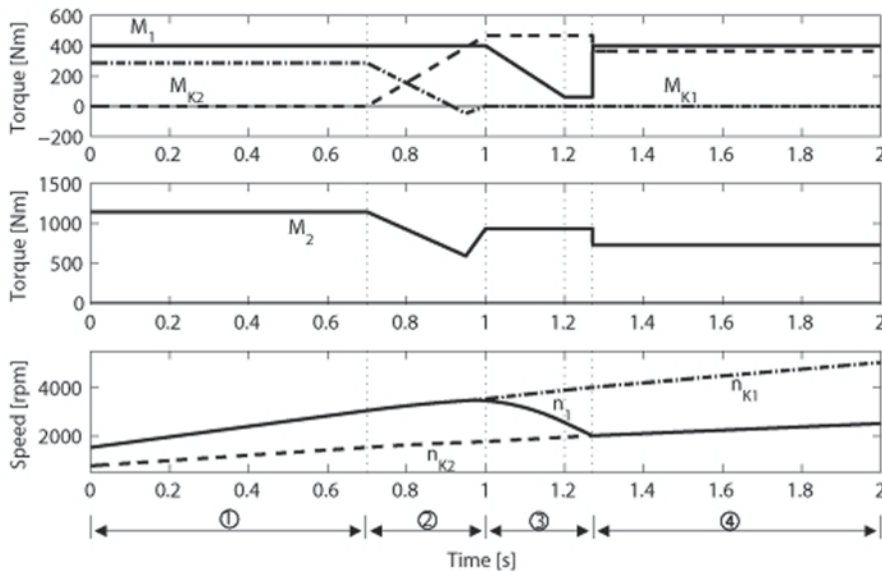 600
400
200
0
−200
Torque [Nm]
M1
MK2
MK1
0 0.2 0.4 0.6 0.8 1 1.2 1.4 1.6 1.8 2
1500
1000
500
0
Torque [Nm]
M2
0 0.2 0.4 0.6 0.8 1 1.2 1.4 1.6 1.8 2
4000
2000
Speed [rpm]
nK1
n1
nK2
0 0.2 0.4 0.6 0.8 1 1.2 1.4 1.6 1.8 2
① ② ③ ④
Time [s]